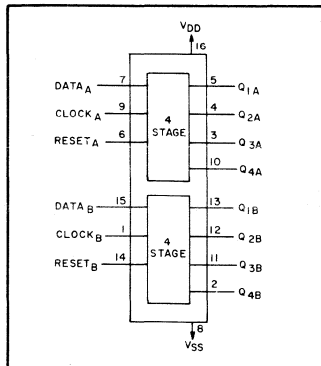 VDD
16
DATAA 7 5 Q1A
CLOCKA 9 4 4 STAGE Q2A
RESETA 6 3 Q3A
10 Q4A
DATAB 15 13 Q1B
CLOCKB 1 4 STAGE 12 Q2B
RESETB 14 11 Q3B
2 Q4B
8
VSS